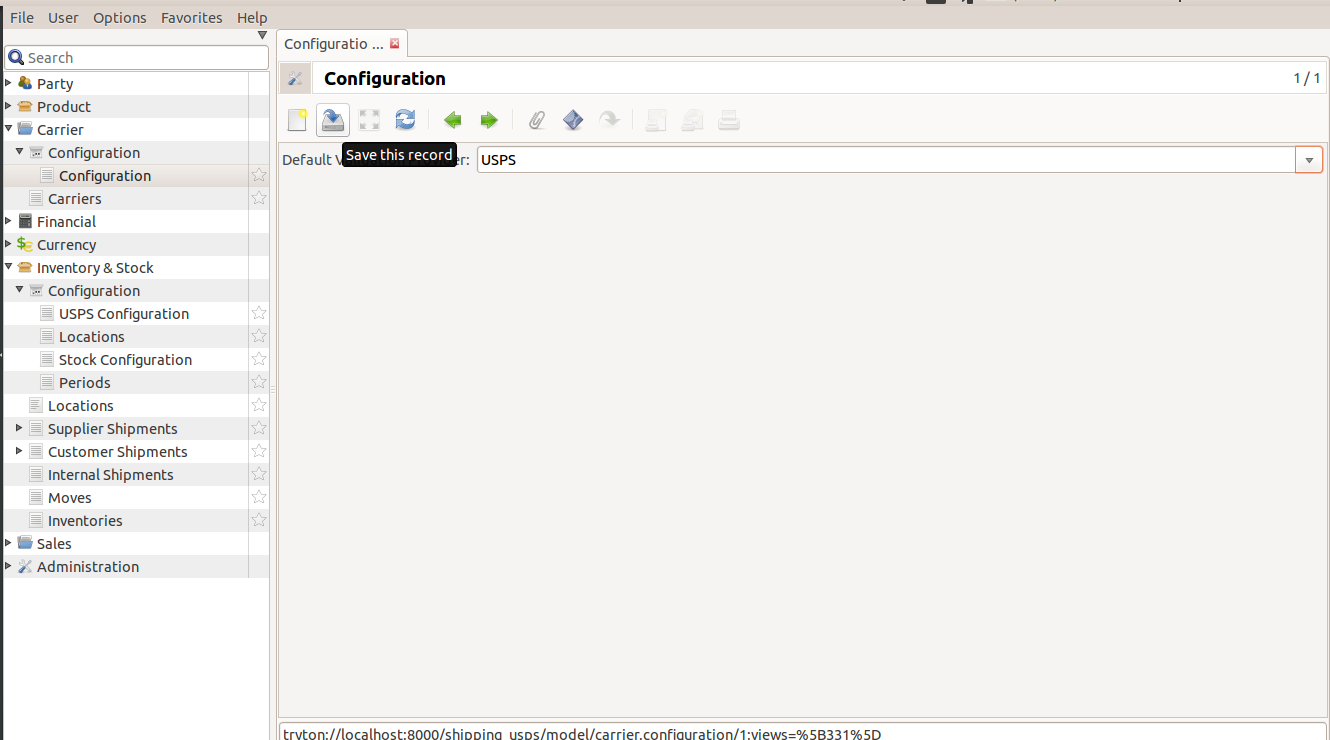 File User Options Favorites Help
Configuratio ...
Search
Configuration
1 / 1
Save this record
Default V er: USPS
Party
Product
Carrier
Configuration
Configuration
Carriers
Financial
Currency
Inventory & Stock
Configuration
USPS Configuration
Locations
Stock Configuration
Periods
Locations
Supplier Shipments
Customer Shipments
Internal Shipments
Moves
Inventories
Sales
Administration
tryton://localhost:8000/shipping_usps/model/carrier.configuration/1;views=%5B331%5D